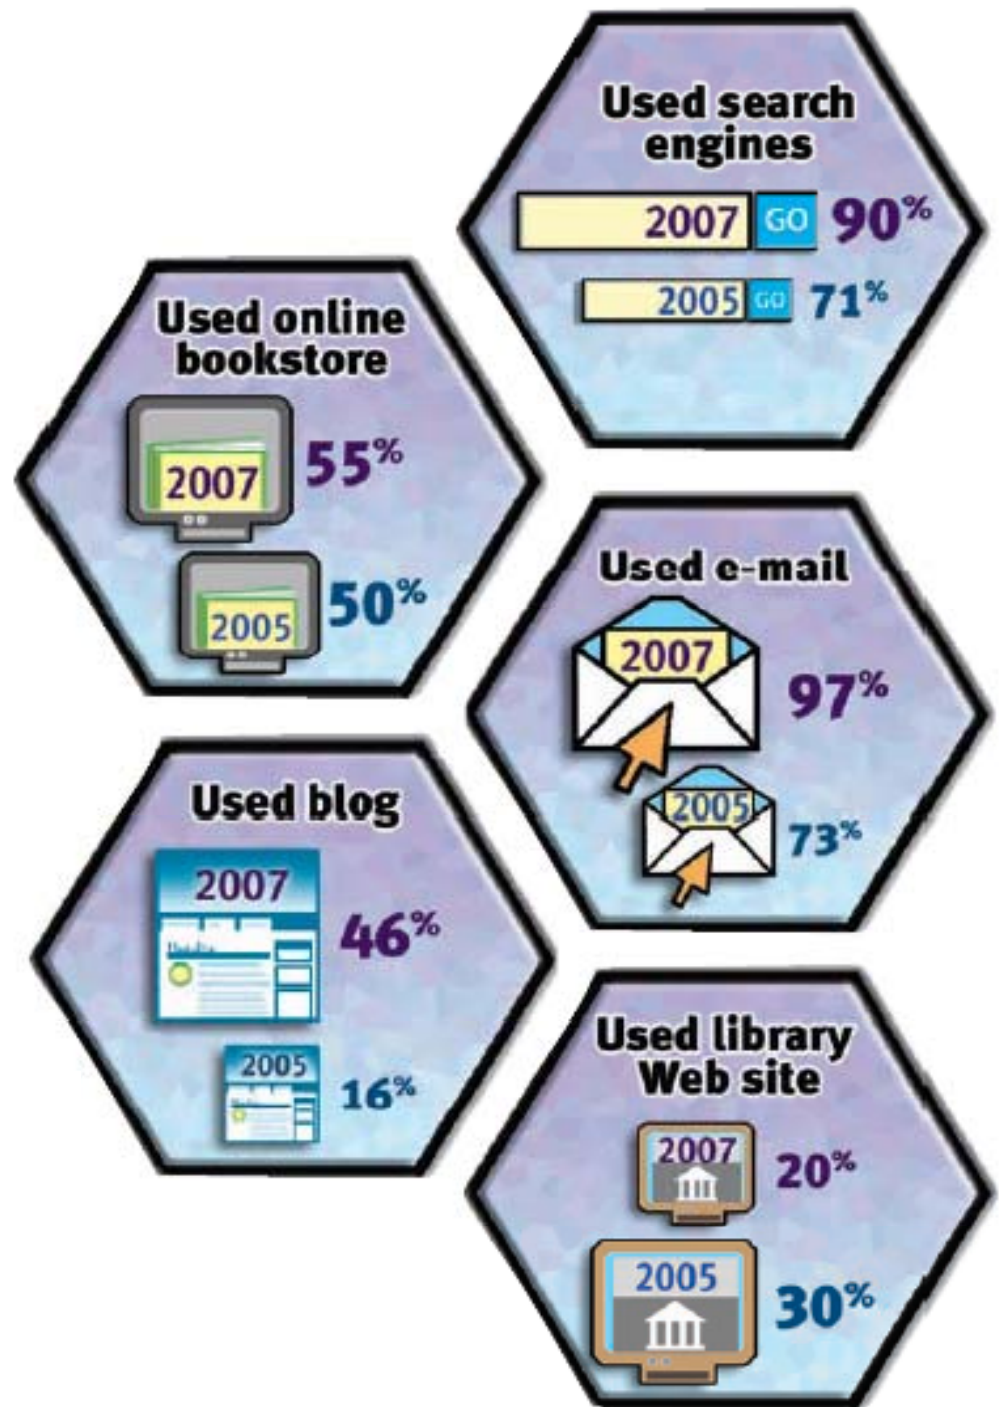 Used search
engines
2007 GO 90%
2005 GO 71%
Used online
bookstore
2007 55%
2005 50%
Used e-mail
2007 97%
2005 73%
Used blog
2007 46%
2005 16%
Used library
Web site
2007 20%
2005 30%